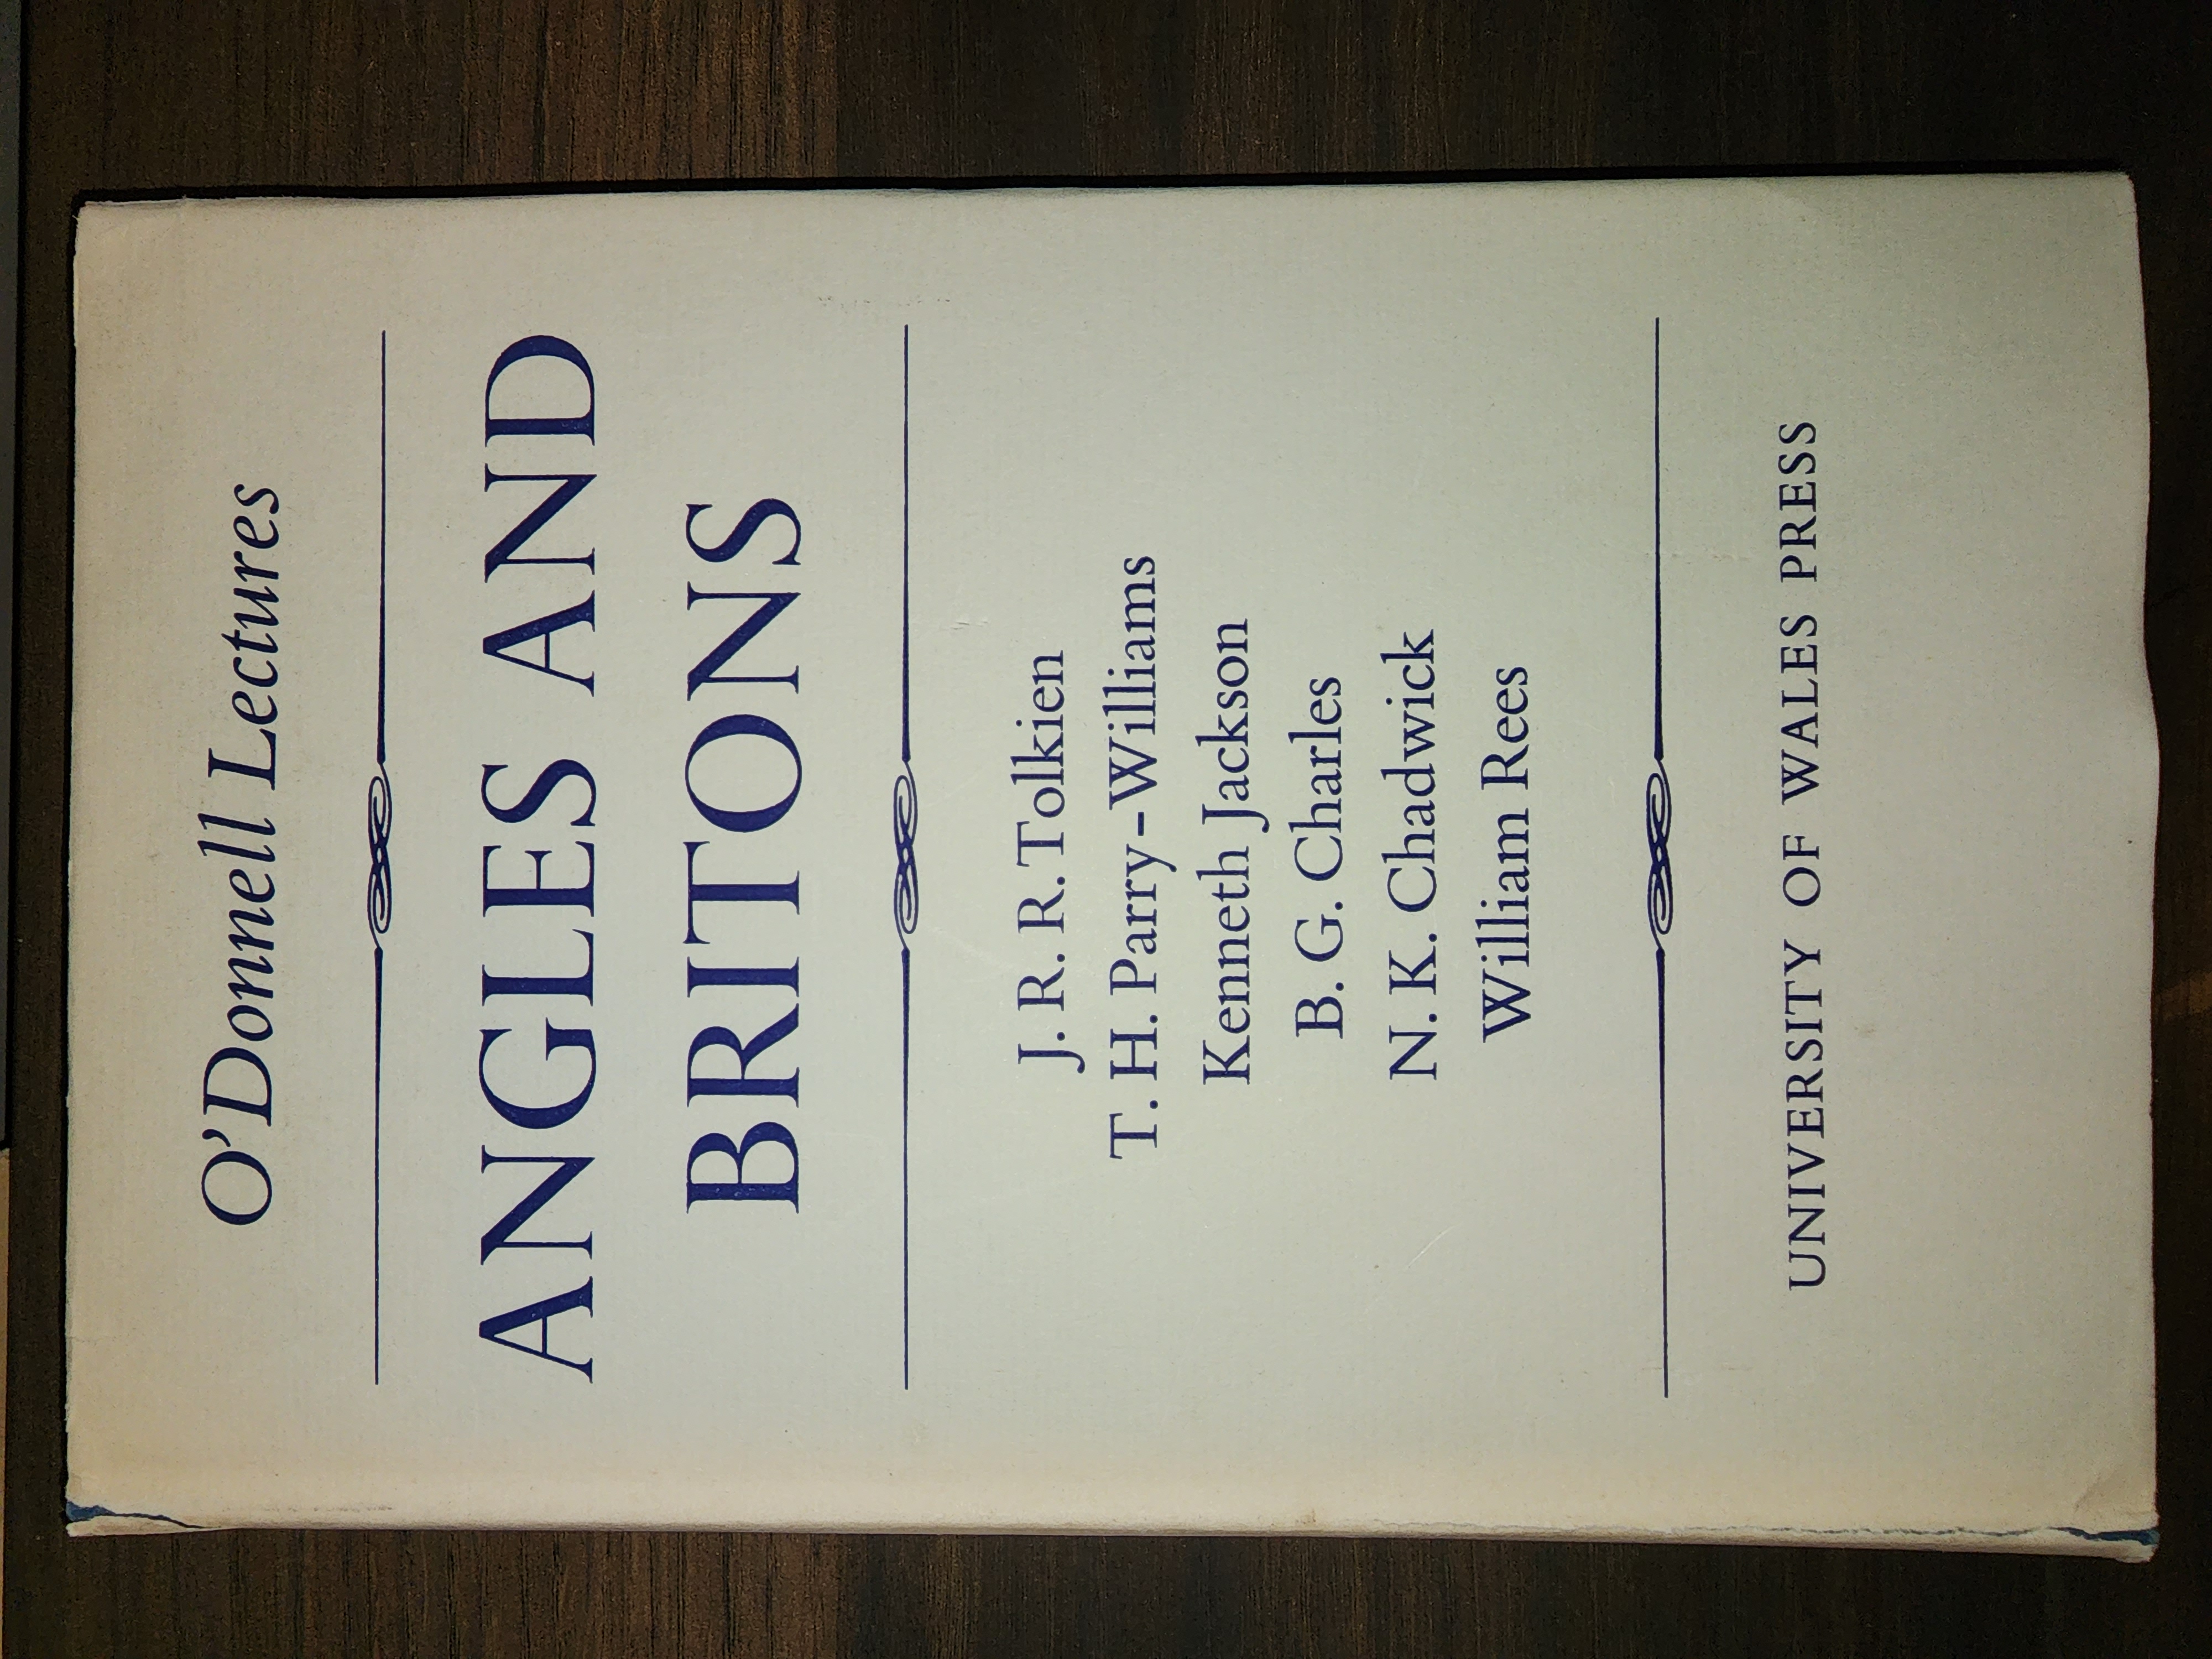 O'Donnell Lectures
ANGLES AND
BRITONS
J. R. R. Tolkien
T. H. Parry-Williams
Kenneth Jackson
B. G. Charles
N. K. Chadwick
William Rees
UNIVERSITY OF WALES PRESS